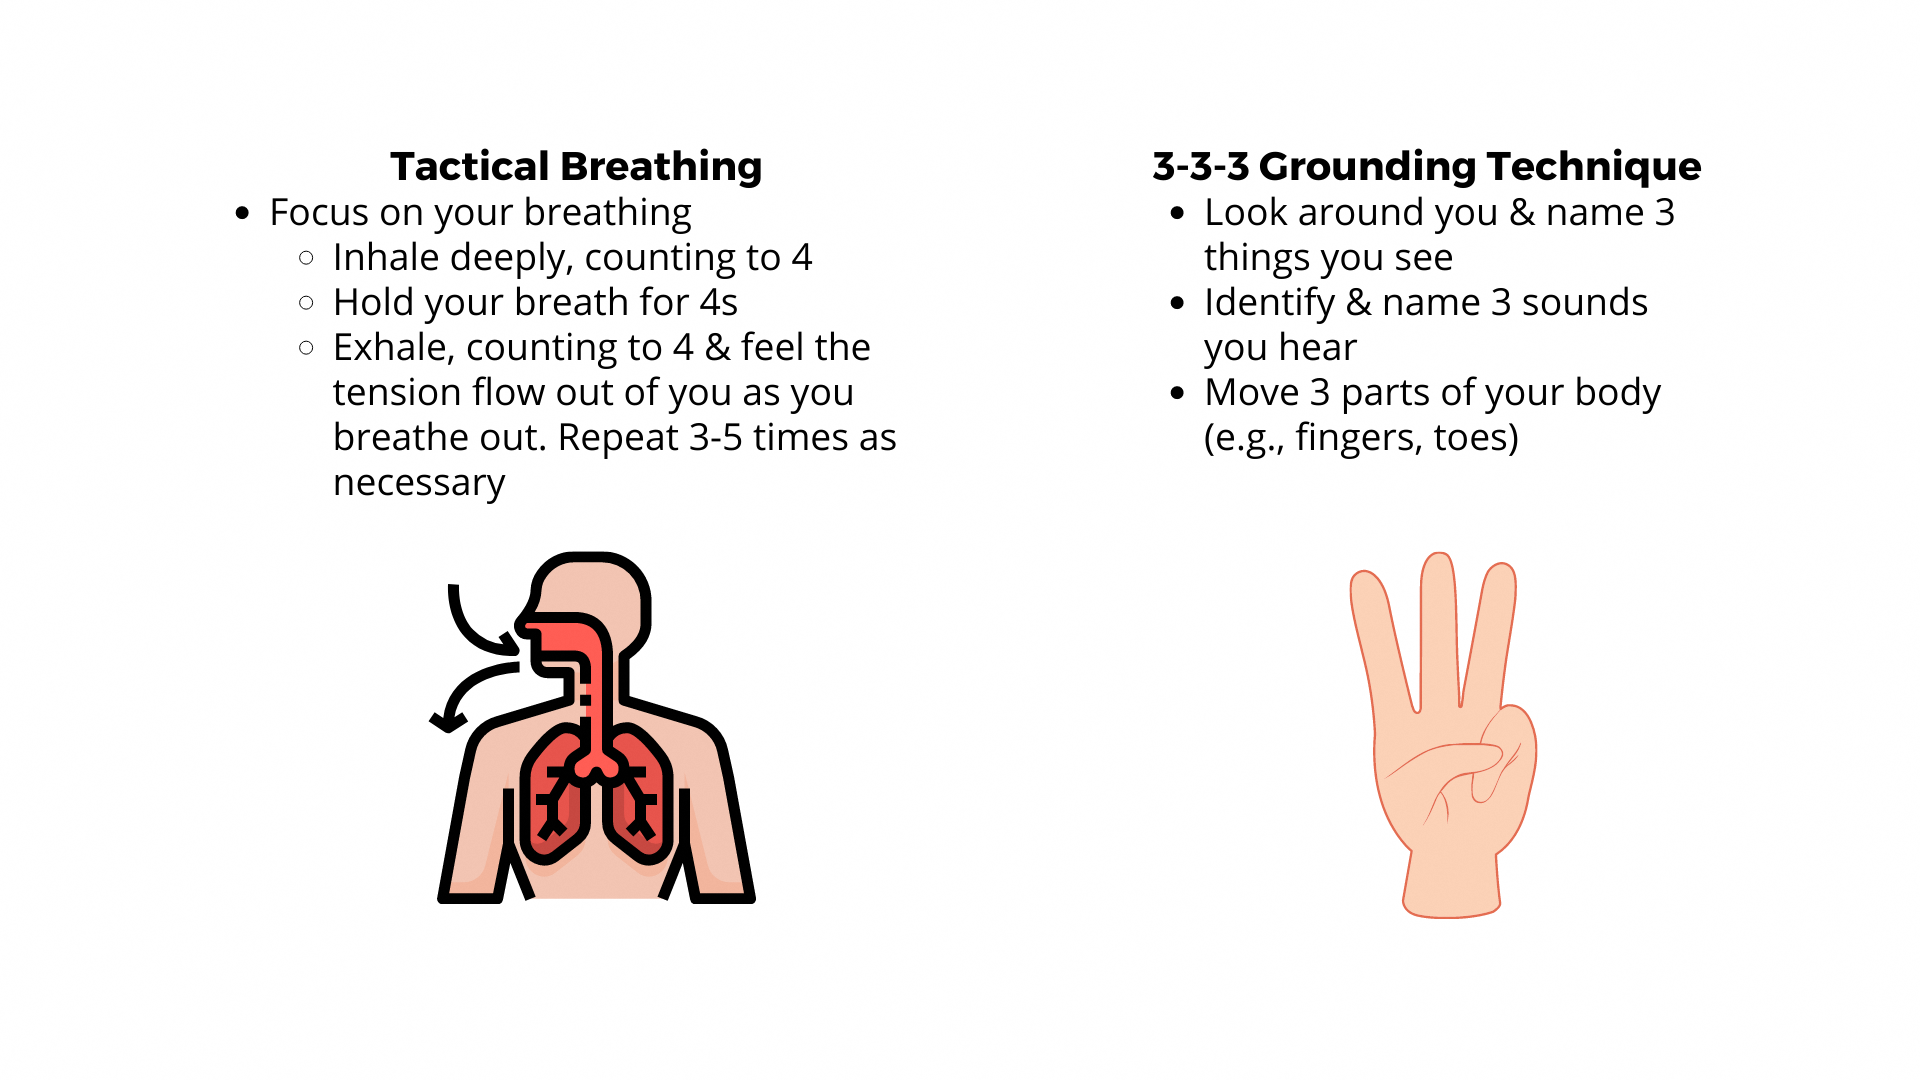 Tactical Breathing
• Focus on your breathing
○ Inhale deeply, counting to 4
○ Hold your breath for 4s
○ Exhale, counting to 4 & feel the
tension flow out of you as you
breathe out. Repeat 3-5 times as
necessary
3-3-3 Grounding Technique
• Look around you & name 3
things you see
• Identify & name 3 sounds
you hear
• Move 3 parts of your body
(e.g., fingers, toes)